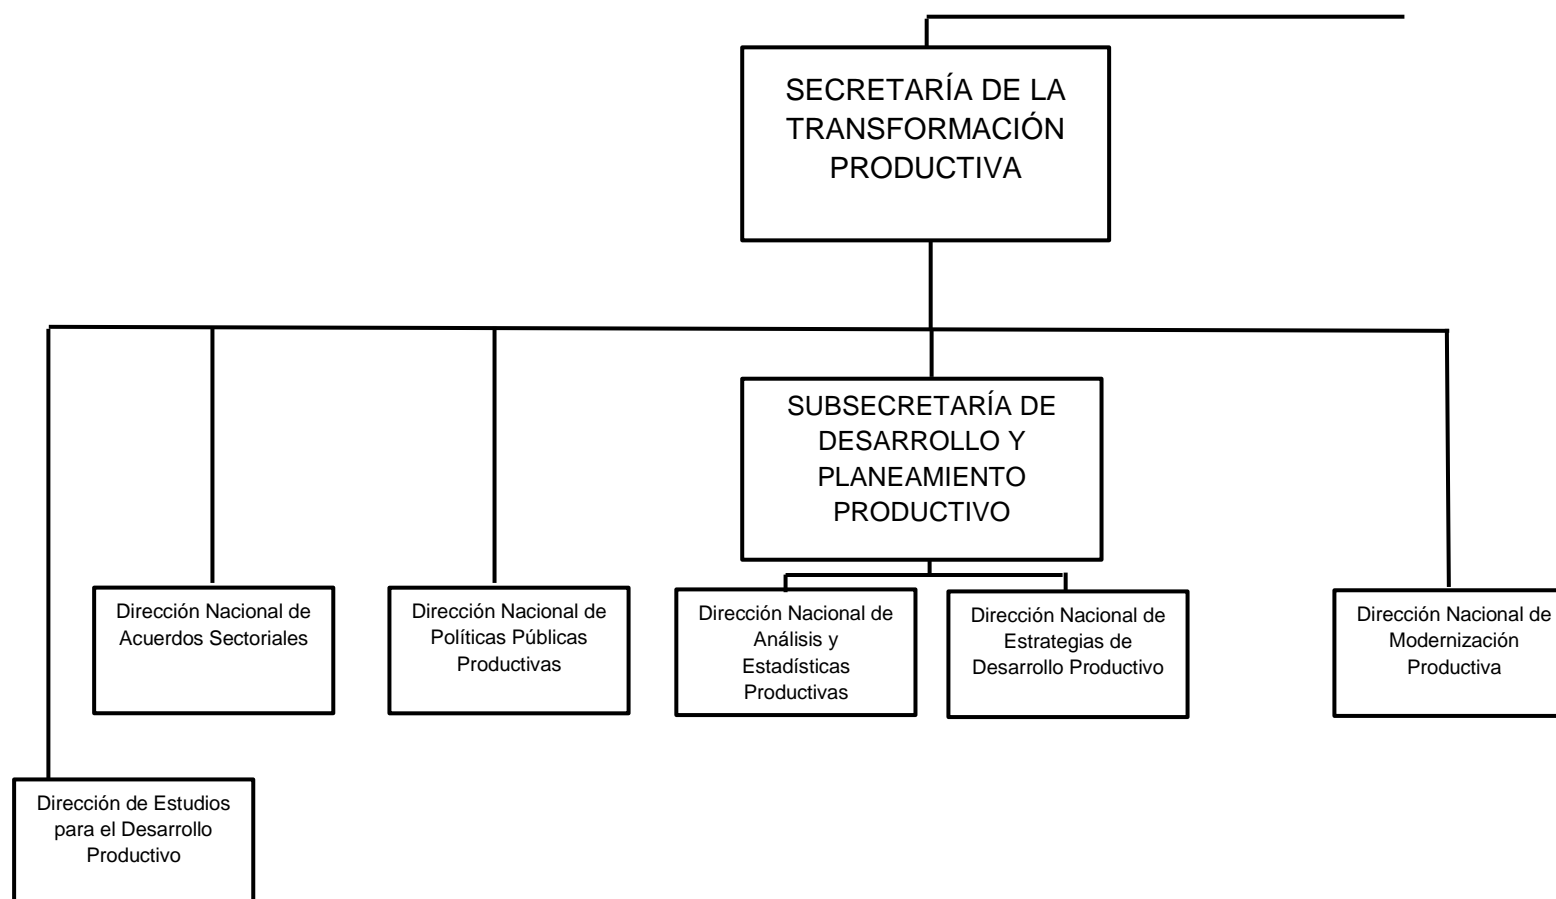 SECRETARÍA DE LA
TRANSFORMACIÓN
PRODUCTIVA
SUBSECRETARÍA DE
DESARROLLO Y
PLANEAMIENTO
PRODUCTIVO
Dirección Nacional de
Acuerdos Sectoriales
Dirección Nacional de
Políticas Públicas
Productivas
Dirección Nacional de
Análisis y
Estadísticas
Productivas
Dirección Nacional de
Estrategias de
Desarrollo Productivo
Dirección Nacional de
Modernización
Productiva
Dirección de Estudios
para el Desarrollo
Productivo